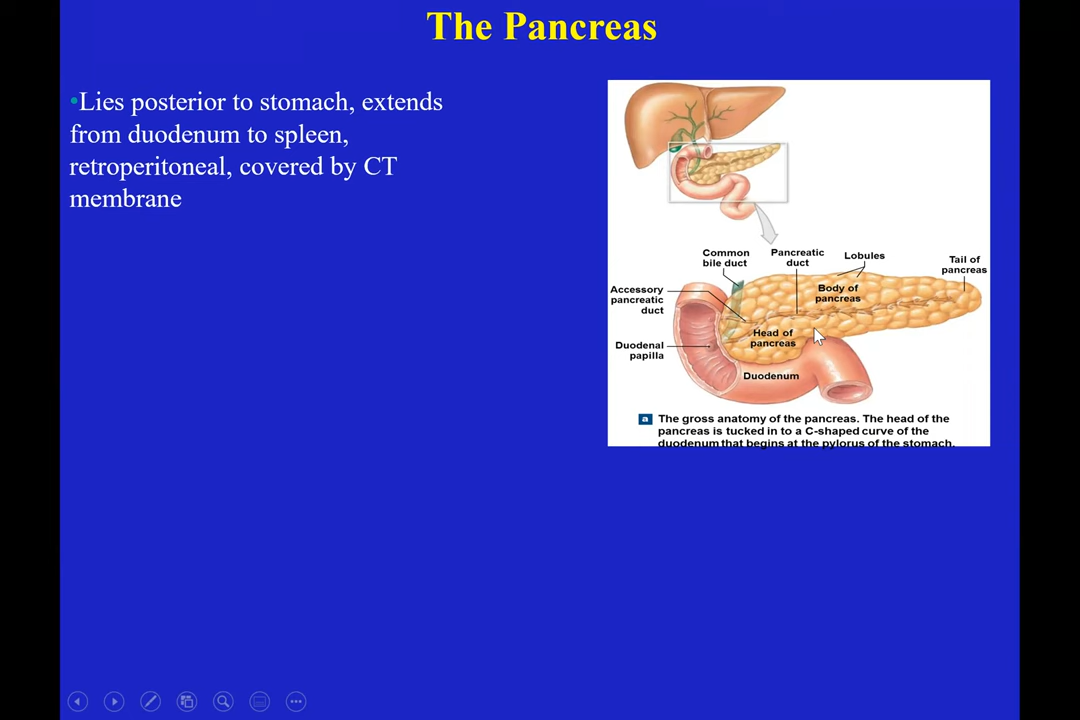 The Pancreas
•Lies posterior to stomach, extends
from duodenum to spleen,
retroperitoneal, covered by CT
membrane
Common
bile duct
Pancreatic
duct
Lobules
Tail of
pancreas
Accessory
pancreatic
duct
Body of
pancreas
Head of
pancreas
Duodenal
papilla
Duodenum
a The gross anatomy of the pancreas. The head of the
pancreas is tucked in to a C-shaped curve of the
duodenum that begins at the pylorus of the stomach.